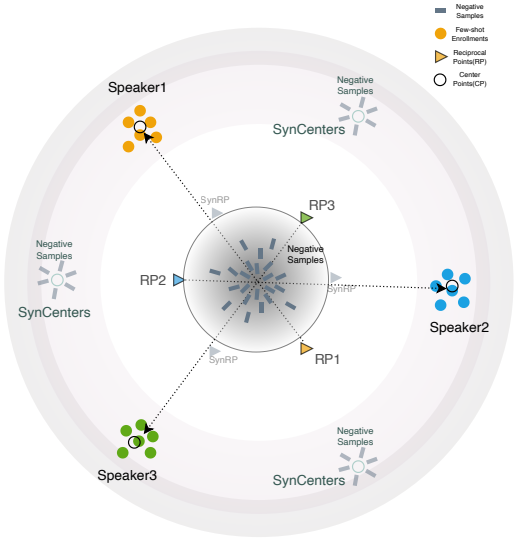 Negative
Samples
Few-shot
Enrollments
Reciprocal
Points(RP)
Center
Points(CP)
Speaker1
Negative
Samples
SynCenters
SynRP
RP3
Negative
Samples
Negative
Samples
RP2
SynRP
SynCenters
Speaker2
SynRP
RP1
Negative
Samples
Speaker3
SynCenters